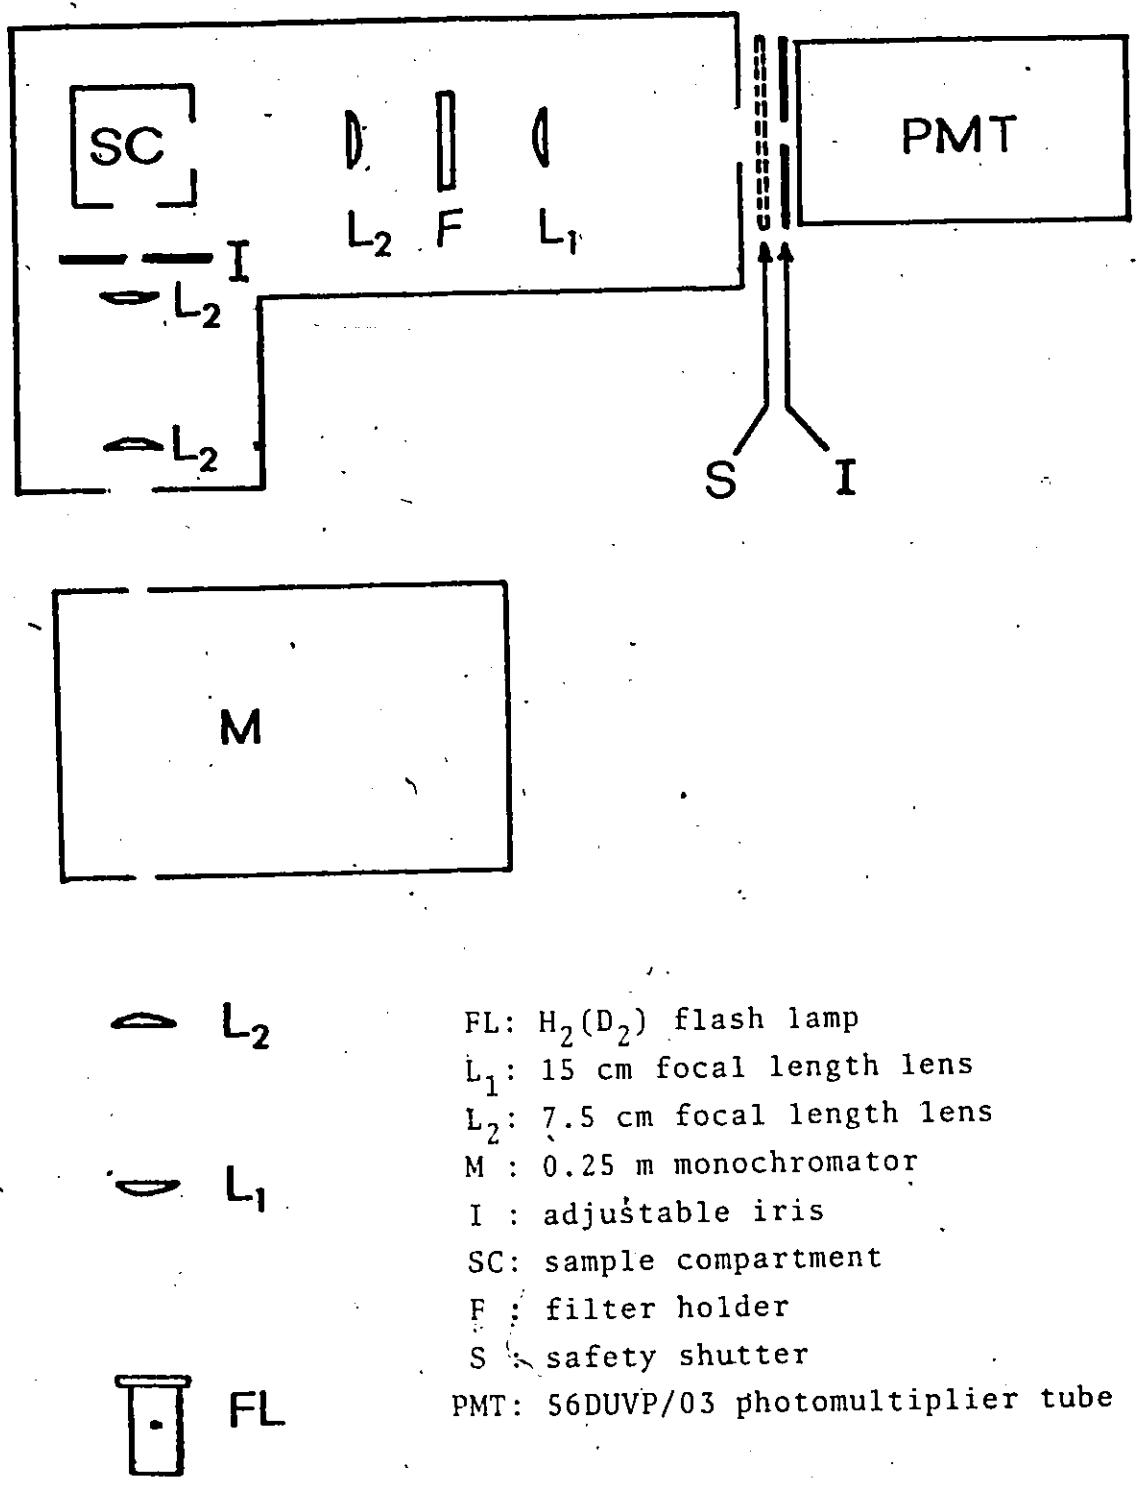 SC
PMT
L2 F L1
I
L2
L2
S I
M
L2
L1
FL
FL: H2(D2) flash lamp
L1: 15 cm focal length lens
L2: 7.5 cm focal length lens
M : 0.25 m monochromator
I : adjustable iris
SC: sample compartment
F : filter holder
S : safety shutter
PMT: 56DUVP/03 photomultiplier tube